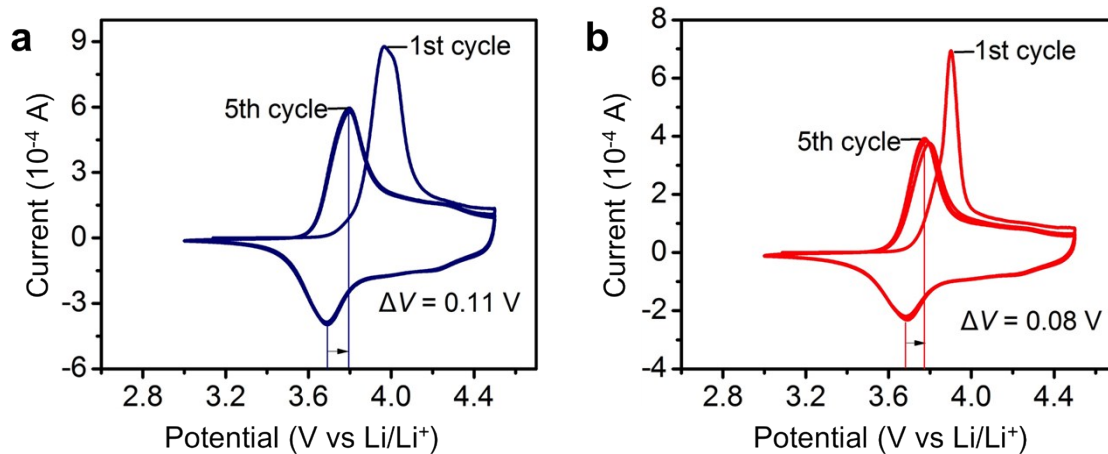 a
Current (10⁻⁴ A)
9
6
3
0
-3
-6
1st cycle
5th cycle
ΔV = 0.11 V
2.8 3.2 3.6 4.0 4.4
Potential (V vs Li/Li⁺)
b
Current (10⁻⁴ A)
8
6
4
2
0
-2
-4
1st cycle
5th cycle
ΔV = 0.08 V
2.8 3.2 3.6 4.0 4.4
Potential (V vs Li/Li⁺)